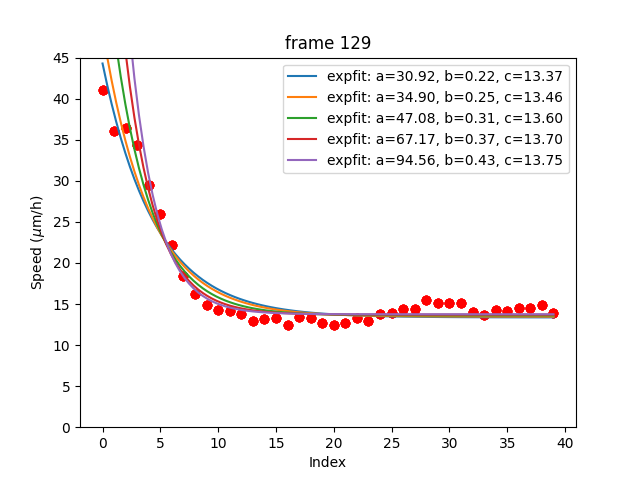 frame 129
45
40
35
30
25
20
15
10
5
0
Speed (μm/h)
expfit: a=30.92, b=0.22, c=13.37
expfit: a=34.90, b=0.25, c=13.46
expfit: a=47.08, b=0.31, c=13.60
expfit: a=67.17, b=0.37, c=13.70
expfit: a=94.56, b=0.43, c=13.75
0 5 10 15 20 25 30 35 40
Index